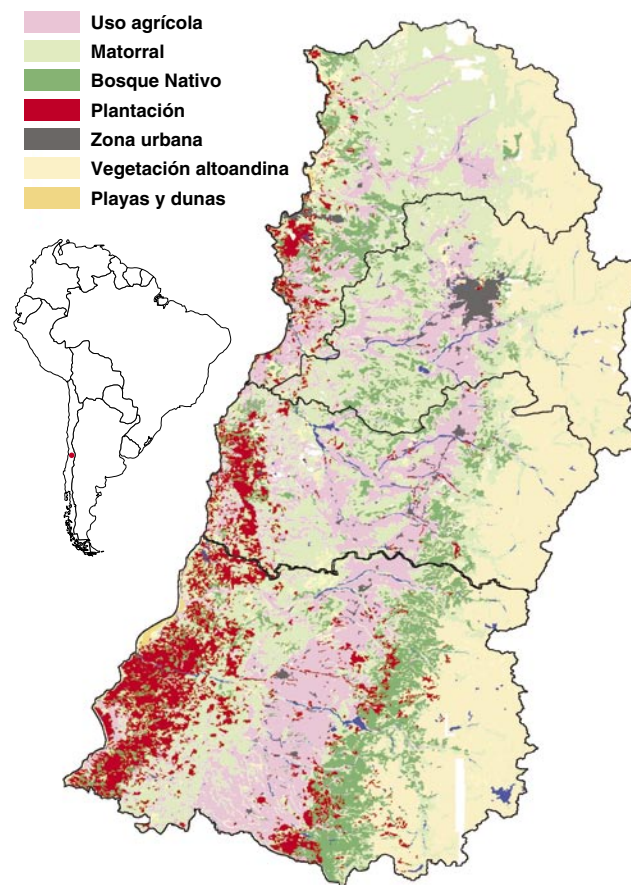 Uso agrícola
Matorral
Bosque Nativo
Plantación
Zona urbana
Vegetación altoandina
Playas y dunas